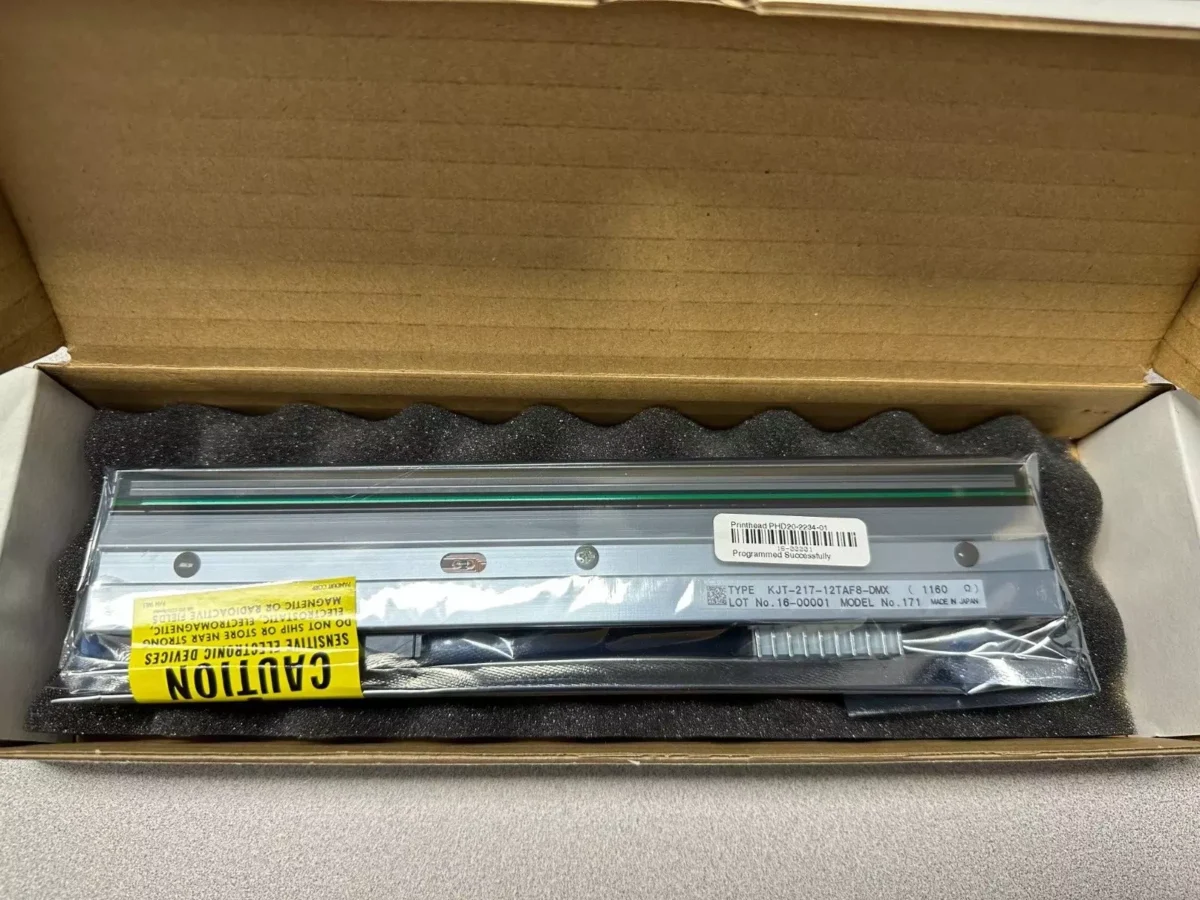 Printhead PHD20-2234-01
16-00001
Programmed Successfully
TYPE KJT-217-12TAF8-DMX ( 1160 Ω)
LOT No.16-00001 MODEL No.171 MADE IN JAPAN
CAUTION
SENSITIVE ELECTRONIC DEVICES
DO NOT SHIP OR STORE NEAR STRONG
ELECTROSTATIC, ELECTROMAGNETIC
MAGNETIC OR RADIOACTIVE FIELDS